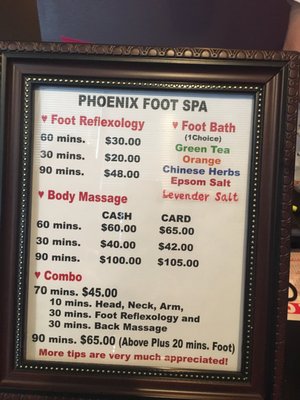 PHOENIX FOOT SPA
♥ Foot Reflexology
60 mins. $30.00
30 mins. $20.00
90 mins. $48.00
♥ Foot Bath
(1Choice)
Green Tea
Orange
Chinese Herbs
Epsom Salt
Levender Salt
♥ Body Massage
CASH CARD
60 mins. $60.00 $65.00
30 mins. $40.00 $42.00
90 mins. $100.00 $105.00
♥ Combo
70 mins. $45.00
10 mins. Head, Neck, Arm,
30 mins. Foot Reflexology and
30 mins. Back Massage
90 mins. $65.00 (Above Plus 20 mins. Foot)
More tips are very much appreciated!